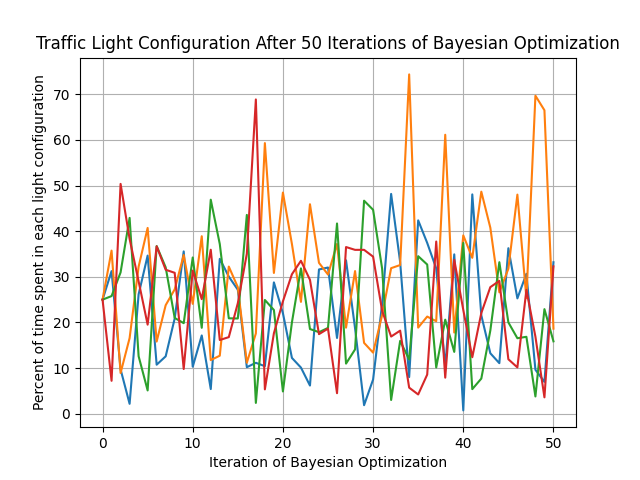 Traffic Light Configuration After 50 Iterations of Bayesian Optimization
Percent of time spent in each light configuration
70
60
50
40
30
20
10
0
0 10 20 30 40 50
Iteration of Bayesian Optimization